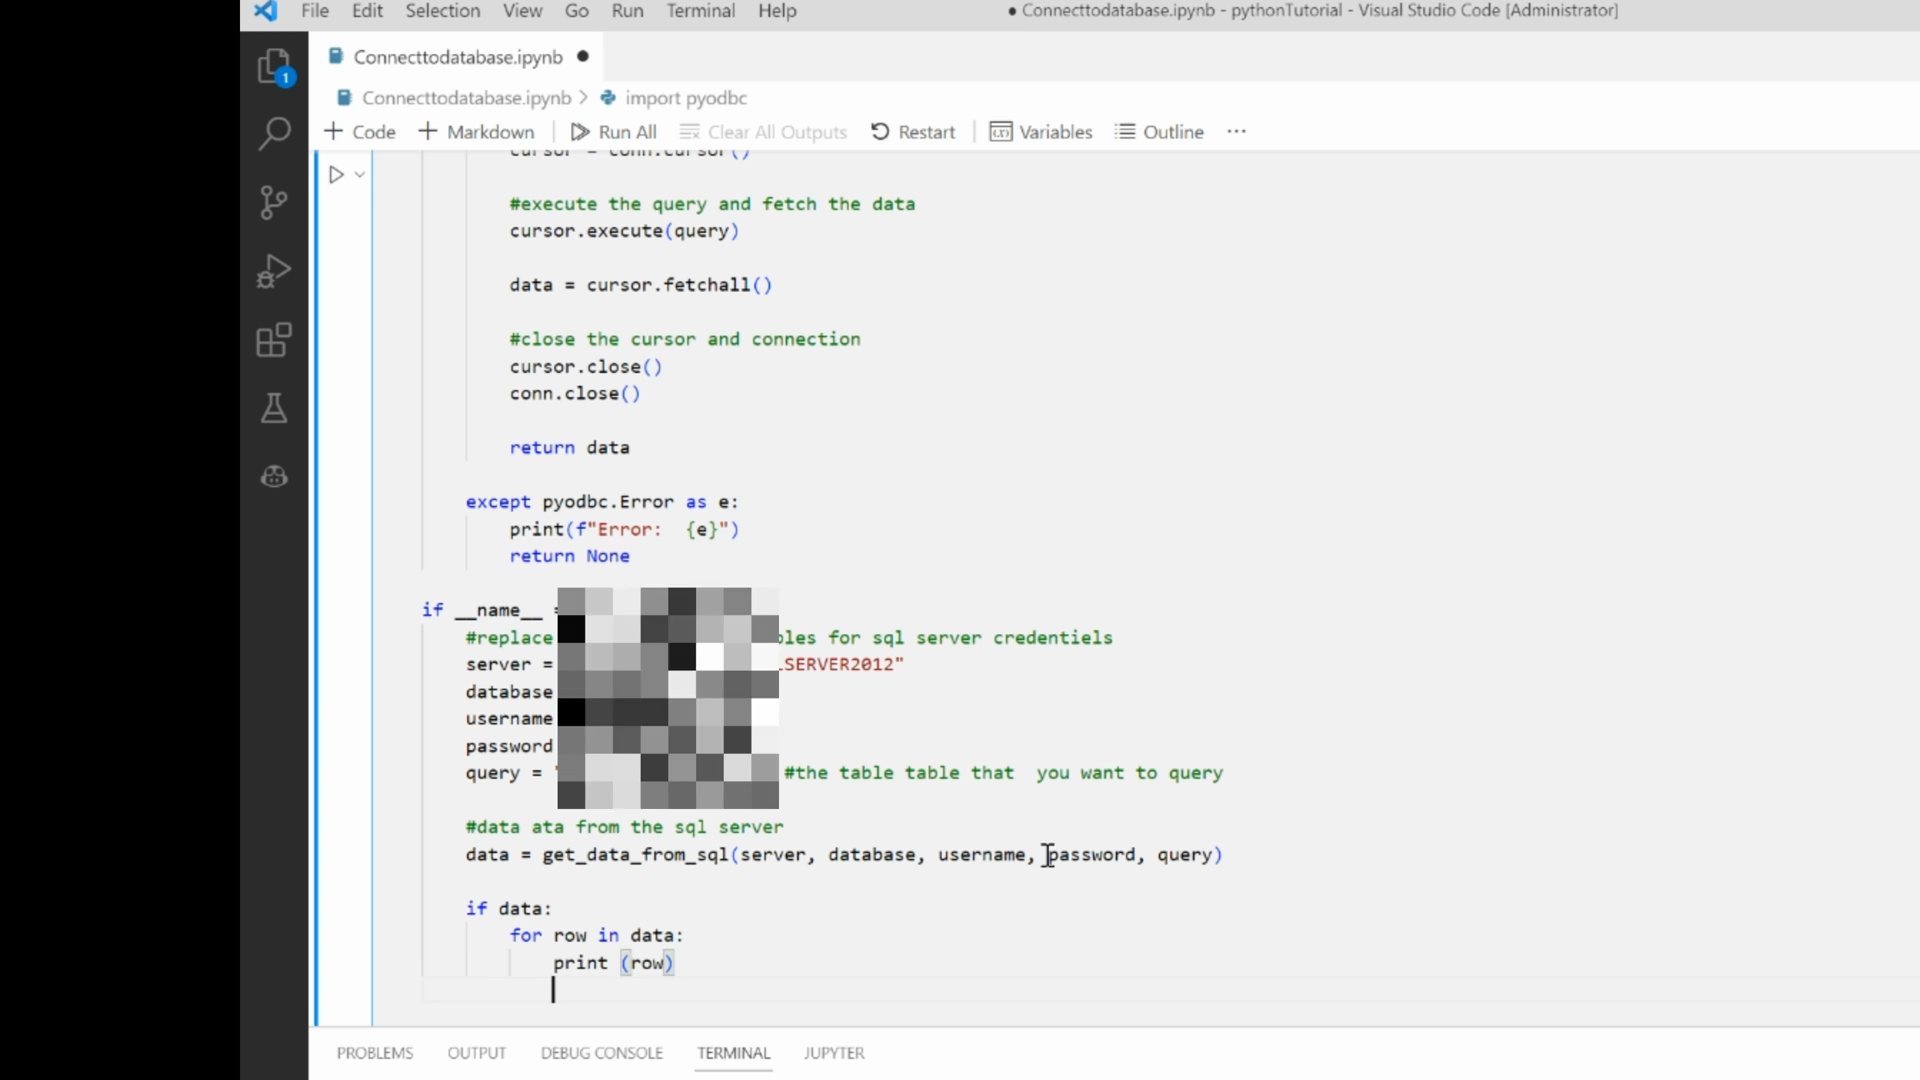 File Edit Selection View Go Run Terminal Help ● Connecttodatabase.ipynb - pythonTutorial - Visual Studio Code [Administrator]
Connecttodatabase.ipynb ●
1
Connecttodatabase.ipynb > import pyodbc
+ Code + Markdown Run All Clear All Outputs Restart Variables Outline ...
cursor = conn.cursor()
#execute the query and fetch the data
cursor.execute(query)
data = cursor.fetchall()
#close the cursor and connection
cursor.close()
conn.close()
return data
except pyodbc.Error as e:
print(f"Error:  {e}")
return None
if __name__
#replace for sql server credentiels
server = SERVER2012"
database
username
password
query = #the table table that  you want to query
#data ata from the sql server
data = get_data_from_sql(server, database, username, password, query)
if data:
for row in data:
print (row)
PROBLEMS OUTPUT DEBUG CONSOLE TERMINAL JUPYTER